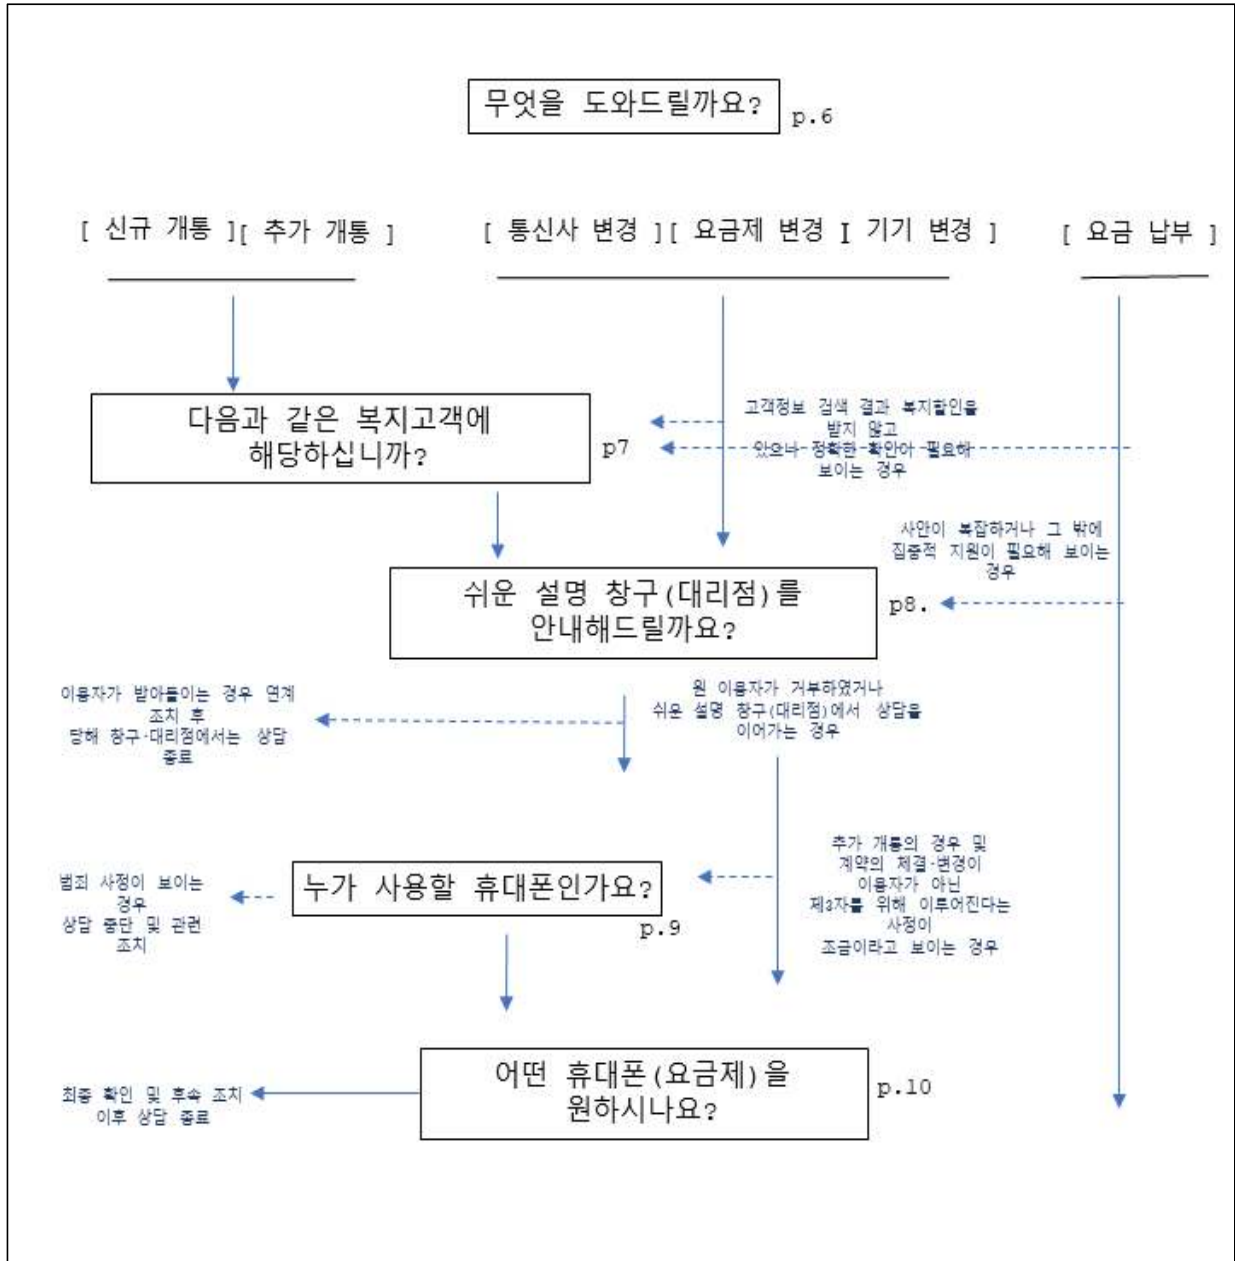 무엇을 도와드릴까요?
p.6
[ 신규 개통 ][ 추가 개통 ]
[ 통신사 변경 ][ 요금제 변경 I 기기 변경 ]
[ 요금 납부 ]
다음과 같은 복지고객에
해당하십니까?
p7
고객정보 검색 결과 복지할인을
받지 않고
있으나 정확한 확인이 필요해
보이는 경우
사안이 복잡하거나 그 밖에
집중적 지원이 필요해 보이는
경우
쉬운 설명 창구(대리점)를
안내해드릴까요?
p8.
이용자가 받아들이는 경우 연계
조치 후
당해 창구·대리점에서는 상담
종료
원 이용자가 거부하였거나
쉬운 설명 창구(대리점)에서 상담을
이어가는 경우
추가 개통의 경우 및
계약의 체결·변경이
이용자가 아닌
제3자를 위해 이루어진다는
사정이
조금이라고 보이는 경우
범죄 사정이 보이는
경우
상담 중단 및 관련
조치
누가 사용할 휴대폰인가요?
p.9
어떤 휴대폰(요금제)을
원하시나요?
p.10
최종 확인 및 후속 조치
이후 상담 종료